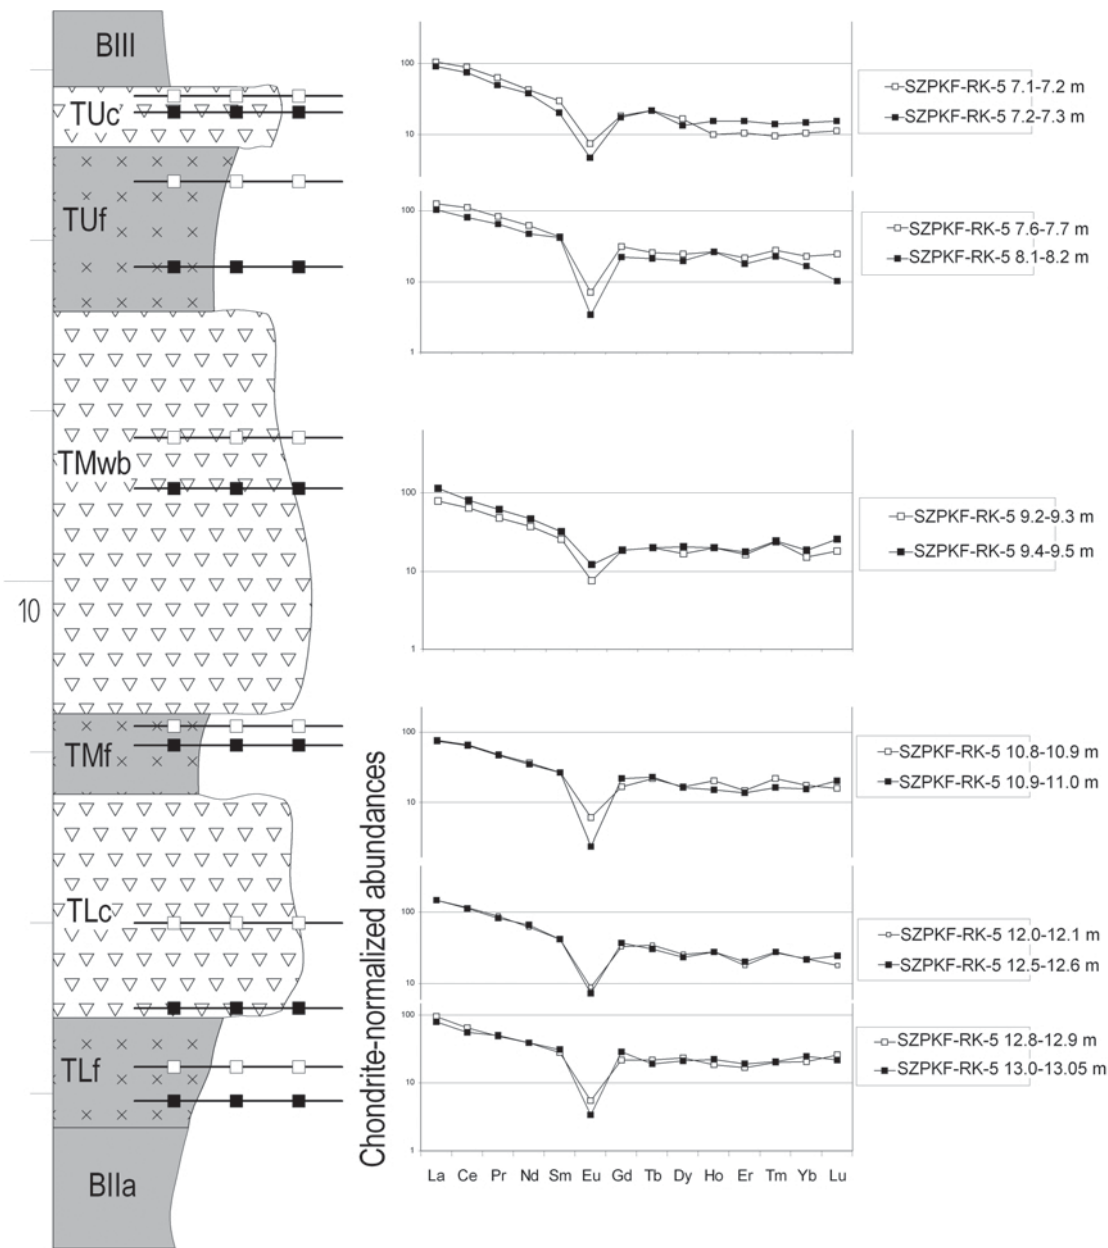 BIII
TUc
TUf
TMwb
10
TMf
TLc
TLf
BIIa
Chondrite-normalized abundances
100
10
SZPKF-RK-5 7.1-7.2 m
SZPKF-RK-5 7.2-7.3 m
100
10
1
SZPKF-RK-5 7.6-7.7 m
SZPKF-RK-5 8.1-8.2 m
100
10
1
SZPKF-RK-5 9.2-9.3 m
SZPKF-RK-5 9.4-9.5 m
100
10
SZPKF-RK-5 10.8-10.9 m
SZPKF-RK-5 10.9-11.0 m
100
10
SZPKF-RK-5 12.0-12.1 m
SZPKF-RK-5 12.5-12.6 m
100
10
1
SZPKF-RK-5 12.8-12.9 m
SZPKF-RK-5 13.0-13.05 m
La Ce Pr Nd Sm Eu Gd Tb Dy Ho Er Tm Yb Lu